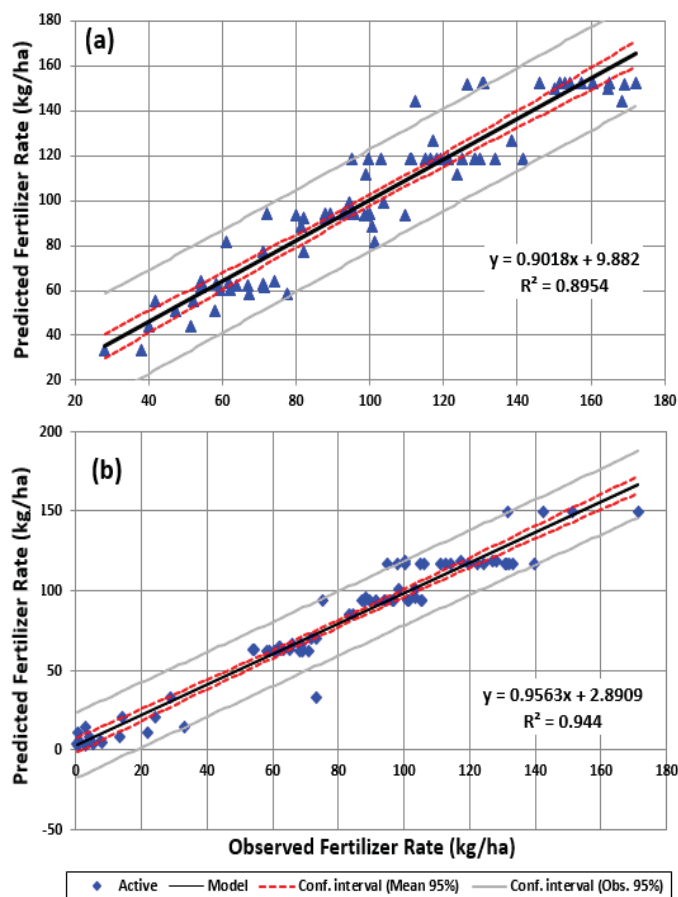 (a)
Predicted Fertilizer Rate (kg/ha)
180
160
140
120
100
80
60
40
20
y = 0.9018x + 9.882
R² = 0.8954
20 40 60 80 100 120 140 160 180
(b)
Predicted Fertilizer Rate (kg/ha)
200
150
100
50
0
-50
y = 0.9563x + 2.8909
R² = 0.944
0 20 40 60 80 100 120 140 160 180
Observed Fertilizer Rate (kg/ha)
Active Model Conf. interval (Mean 95%) Conf. interval (Obs. 95%)